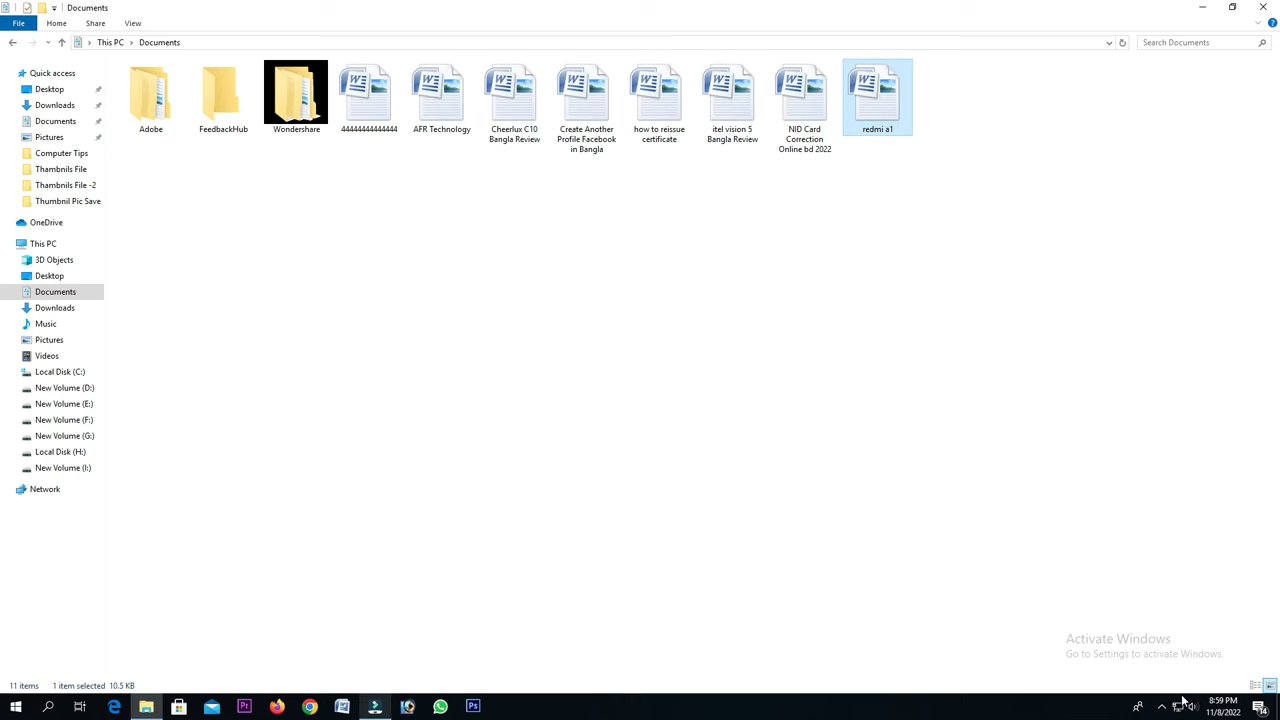 Documents
File Home Share View
This PC Documents
Search Documents
Quick access
Desktop
Downloads
Documents
Pictures
Computer Tips
Thambnils File
Thambnils File -2
Thumbnil Pic Save
OneDrive
This PC
3D Objects
Desktop
Documents
Downloads
Music
Pictures
Videos
Local Disk (C:)
New Volume (D:)
New Volume (E:)
New Volume (F:)
New Volume (G:)
Local Disk (H:)
New Volume (I:)
Network
Adobe
FeedbackHub
Wondershare
44444444444444
AFR Technology
Cheerlux C10
Bangla Review
Create Another
Profile Facebook
in Bangla
how to reissue
certificate
itel vision 5
Bangla Review
NID Card
Correction
Online bd 2022
redmi a1
Activate Windows
Go to Settings to activate Windows.
11 items 1 item selected 10.5 KB
Pr
Ps
8:59 PM
11/8/2022
14